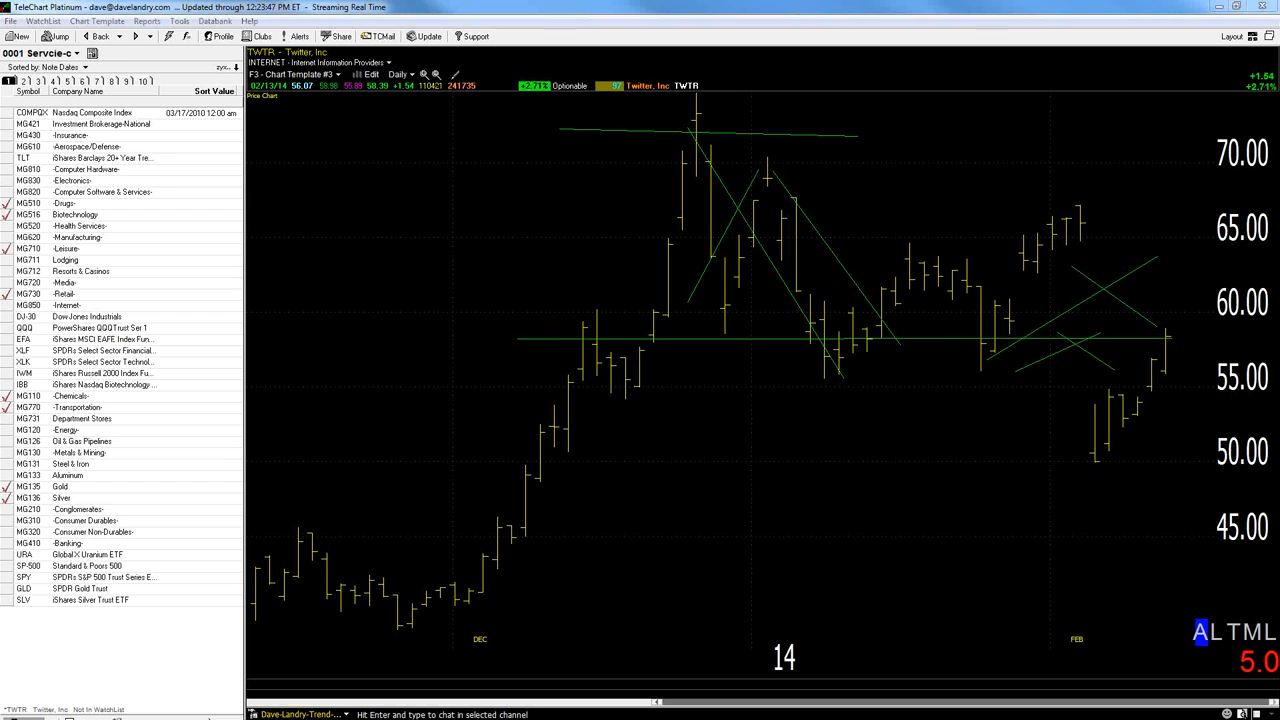 TeleChart Platinum - dave@davelandry.com ... Updated through 12:23:47 PM ET - Streaming Real Time
File WatchList Chart Template Reports Tools Databank Help
New Jump Back Profile Clubs Alerts Share TCMail Update Support Layout
0001 Servcie-c
Sorted by: Note Dates zyx..
1 2 3 4 5 6 7 8 9 10
Symbol Company Name Sort Value
COMPQX Nasdaq Composite Index 03/17/2010 12:00 am
MG421 Investment Brokerage-National
MG430 -Insurance-
MG610 -Aerospace/Defense-
TLT iShares Barclays 20+ Year Tre...
MG810 -Computer Hardware-
MG830 -Electronics-
MG820 -Computer Software & Services-
MG510 -Drugs-
MG516 Biotechnology
MG520 -Health Services-
MG620 -Manufacturing-
MG710 -Leisure-
MG711 Lodging
MG712 Resorts & Casinos
MG720 -Media-
MG730 -Retail-
MG850 -Internet-
DJ-30 Dow Jones Industrials
QQQ PowerShares QQQTrust Ser 1
EFA iShares MSCI EAFE Index Fun...
XLF SPDRs Select Sector Financial...
XLK SPDRs Select Sector Technol...
IWM iShares Russell 2000 Index Fu...
IBB iShares Nasdaq Biotechnology ...
MG110 -Chemicals-
MG770 -Transportation-
MG731 Department Stores
MG120 -Energy-
MG126 Oil & Gas Pipelines
MG130 -Metals & Mining-
MG131 Steel & Iron
MG133 Aluminum
MG135 Gold
MG136 Silver
MG210 -Conglomerates-
MG310 -Consumer Durables-
MG320 -Consumer Non-Durables-
MG410 -Banking-
URA Global X Uranium ETF
SP-500 Standard & Poors 500
SPY SPDRs S&P 500 Trust Series E...
GLD SPDR Gold Trust
SLV iShares Silver Trust ETF
*TWTR Twitter, Inc Not In WatchList
TWTR - Twitter, Inc
INTERNET - Internet Information Providers
F3 - Chart Template #3 Edit Daily
02/13/14 56.07 58.98 55.89 58.39 +1.54 110421 241735 +2.71% Optionable 97 Twitter, Inc TWTR
+1.54
+2.71%
Price Chart
70.00
65.00
60.00
55.00
50.00
45.00
DEC
14
FEB
ALTML
5.0
Dave-Landry-Trend-... Hit Enter and type to chat in selected channel